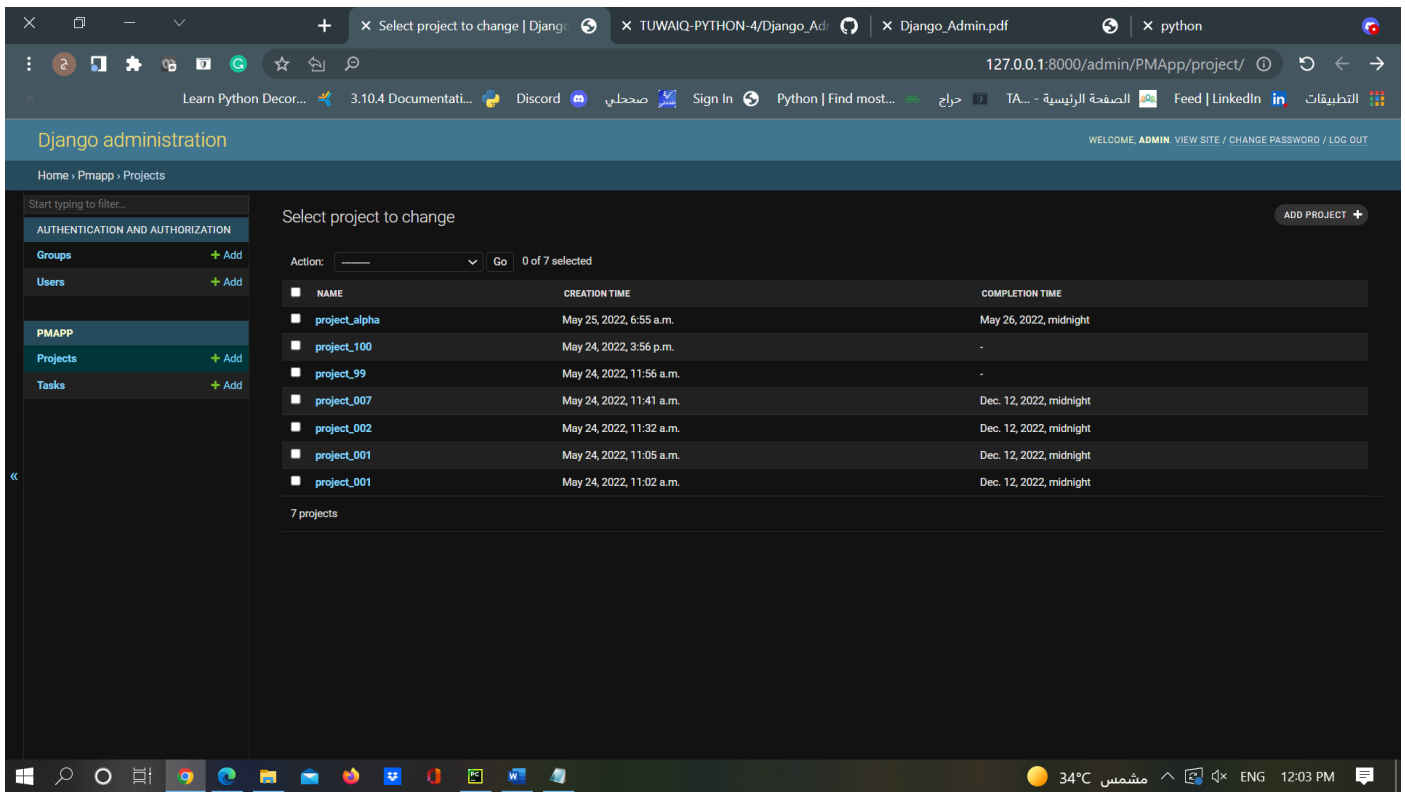 Select project to change | Django
TUWAIQ-PYTHON-4/Django_Adr
Django_Admin.pdf
python
127.0.0.1:8000/admin/PMApp/project/
Learn Python Decor...
3.10.4 Documentati...
Discord
صححلي
Sign In
Python | Find most...
حراج
الصفحة الرئيسية - TA...
Feed | LinkedIn
التطبيقات
Django administration
WELCOME, ADMIN. VIEW SITE / CHANGE PASSWORD / LOG OUT
Home › Pmapp › Projects
Start typing to filter...
AUTHENTICATION AND AUTHORIZATION
Groups + Add
Users + Add
PMAPP
Projects + Add
Tasks + Add
«
Select project to change
ADD PROJECT +
Action: --------- Go 0 of 7 selected
NAME CREATION TIME COMPLETION TIME
project_alpha May 25, 2022, 6:55 a.m. May 26, 2022, midnight
project_100 May 24, 2022, 3:56 p.m. -
project_99 May 24, 2022, 11:56 a.m. -
project_007 May 24, 2022, 11:41 a.m. Dec. 12, 2022, midnight
project_002 May 24, 2022, 11:32 a.m. Dec. 12, 2022, midnight
project_001 May 24, 2022, 11:05 a.m. Dec. 12, 2022, midnight
project_001 May 24, 2022, 11:02 a.m. Dec. 12, 2022, midnight
7 projects
34°C مشمس
ENG
12:03 PM